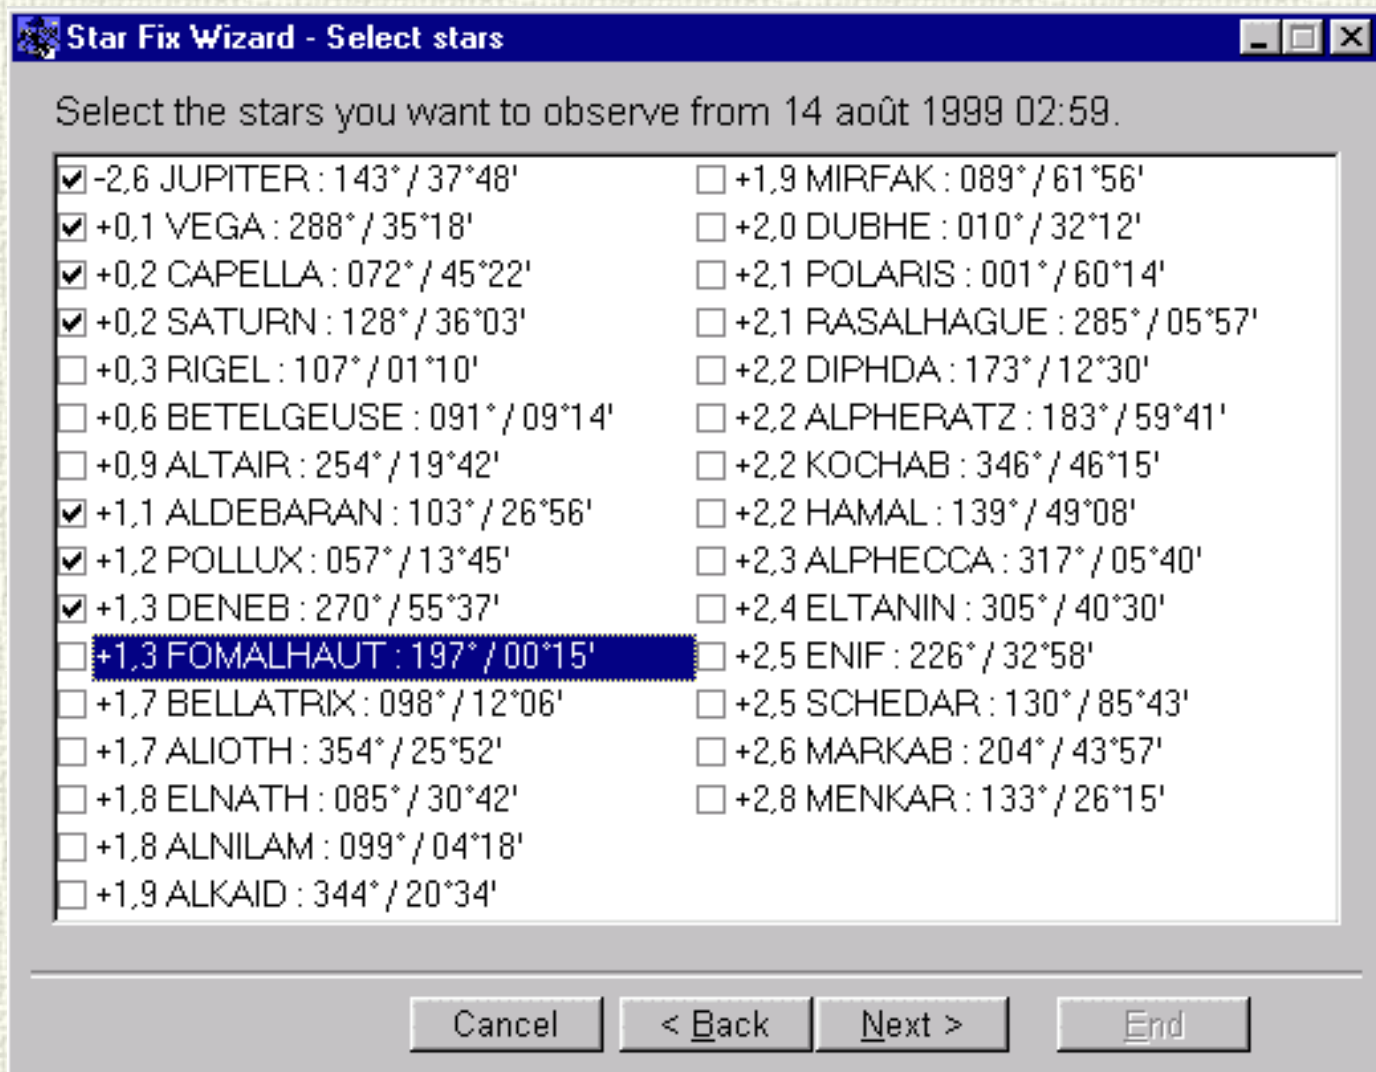 Star Fix Wizard - Select stars
Select the stars you want to observe from 14 août 1999 02:59.
-2,6 JUPITER : 143° / 37°48'
+0,1 VEGA : 288° / 35°18'
+0,2 CAPELLA : 072° / 45°22'
+0,2 SATURN : 128° / 36°03'
+0,3 RIGEL : 107° / 01°10'
+0,6 BETELGEUSE : 091° / 09°14'
+0,9 ALTAIR : 254° / 19°42'
+1,1 ALDEBARAN : 103° / 26°56'
+1,2 POLLUX : 057° / 13°45'
+1,3 DENEB : 270° / 55°37'
+1,3 FOMALHAUT : 197° / 00°15'
+1,7 BELLATRIX : 098° / 12°06'
+1,7 ALIOTH : 354° / 25°52'
+1,8 ELNATH : 085° / 30°42'
+1,8 ALNILAM : 099° / 04°18'
+1,9 ALKAID : 344° / 20°34'
+1,9 MIRFAK : 089° / 61°56'
+2,0 DUBHE : 010° / 32°12'
+2,1 POLARIS : 001° / 60°14'
+2,1 RASALHAGUE : 285° / 05°57'
+2,2 DIPHDA : 173° / 12°30'
+2,2 ALPHERATZ : 183° / 59°41'
+2,2 KOCHAB : 346° / 46°15'
+2,2 HAMAL : 139° / 49°08'
+2,3 ALPHECCA : 317° / 05°40'
+2,4 ELTANIN : 305° / 40°30'
+2,5 ENIF : 226° / 32°58'
+2,5 SCHEDAR : 130° / 85°43'
+2,6 MARKAB : 204° / 43°57'
+2,8 MENKAR : 133° / 26°15'
Cancel
< Back
Next >
End